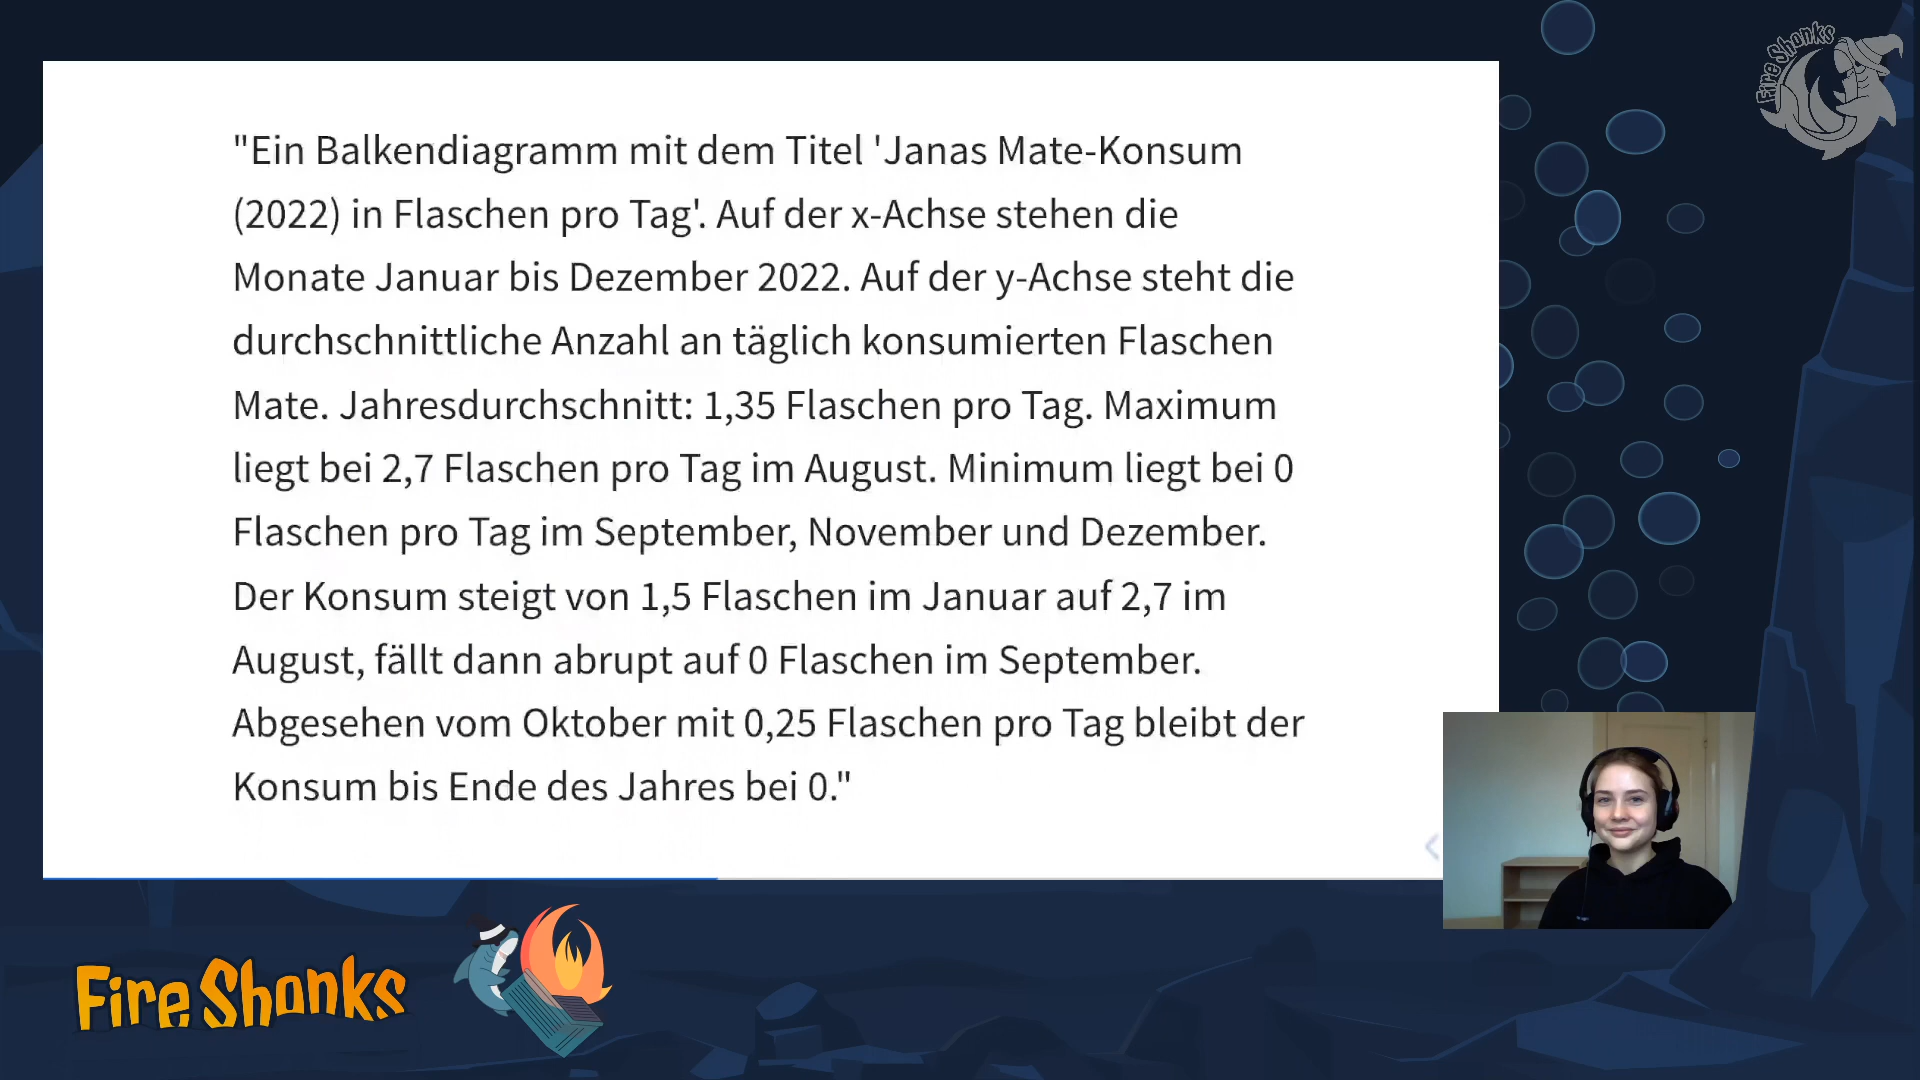 "Ein Balkendiagramm mit dem Titel 'Janas Mate-Konsum
(2022) in Flaschen pro Tag'. Auf der x-Achse stehen die
Monate Januar bis Dezember 2022. Auf der y-Achse steht die
durchschnittliche Anzahl an täglich konsumierten Flaschen
Mate. Jahresdurchschnitt: 1,35 Flaschen pro Tag. Maximum
liegt bei 2,7 Flaschen pro Tag im August. Minimum liegt bei 0
Flaschen pro Tag im September, November und Dezember.
Der Konsum steigt von 1,5 Flaschen im Januar auf 2,7 im
August, fällt dann abrupt auf 0 Flaschen im September.
Abgesehen vom Oktober mit 0,25 Flaschen pro Tag bleibt der
Konsum bis Ende des Jahres bei 0."
Fire Shonks
Fire Shonks